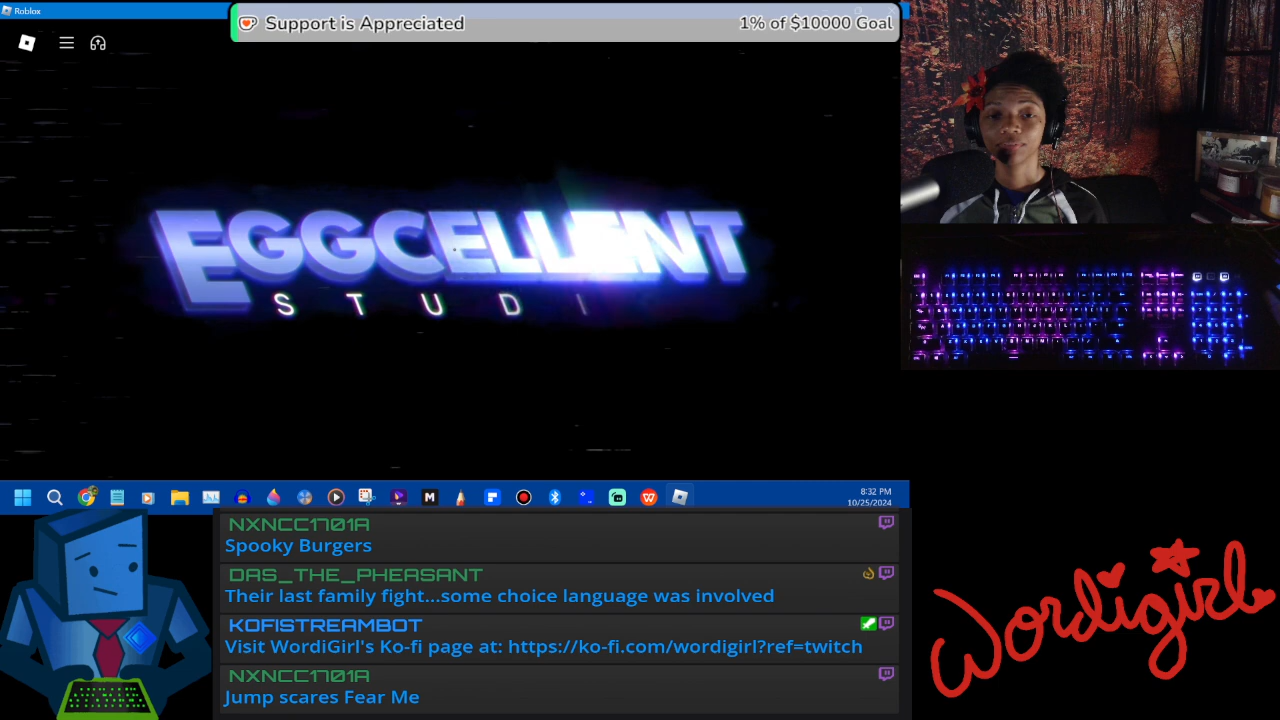 Roblox
Support is Appreciated
1% of $10000 Goal
EGGCELLENT
STUDI
8:32 PM
10/25/2024
NXNCC1701A
Spooky Burgers
DAS_THE_PHEASANT
Their last family fight...some choice language was involved
KOFISTREAMBOT
Visit WordiGirl's Ko-fi page at: https://ko-fi.com/wordigirl?ref=twitch
NXNCC1701A
Jump scares Fear Me
Wordigirl